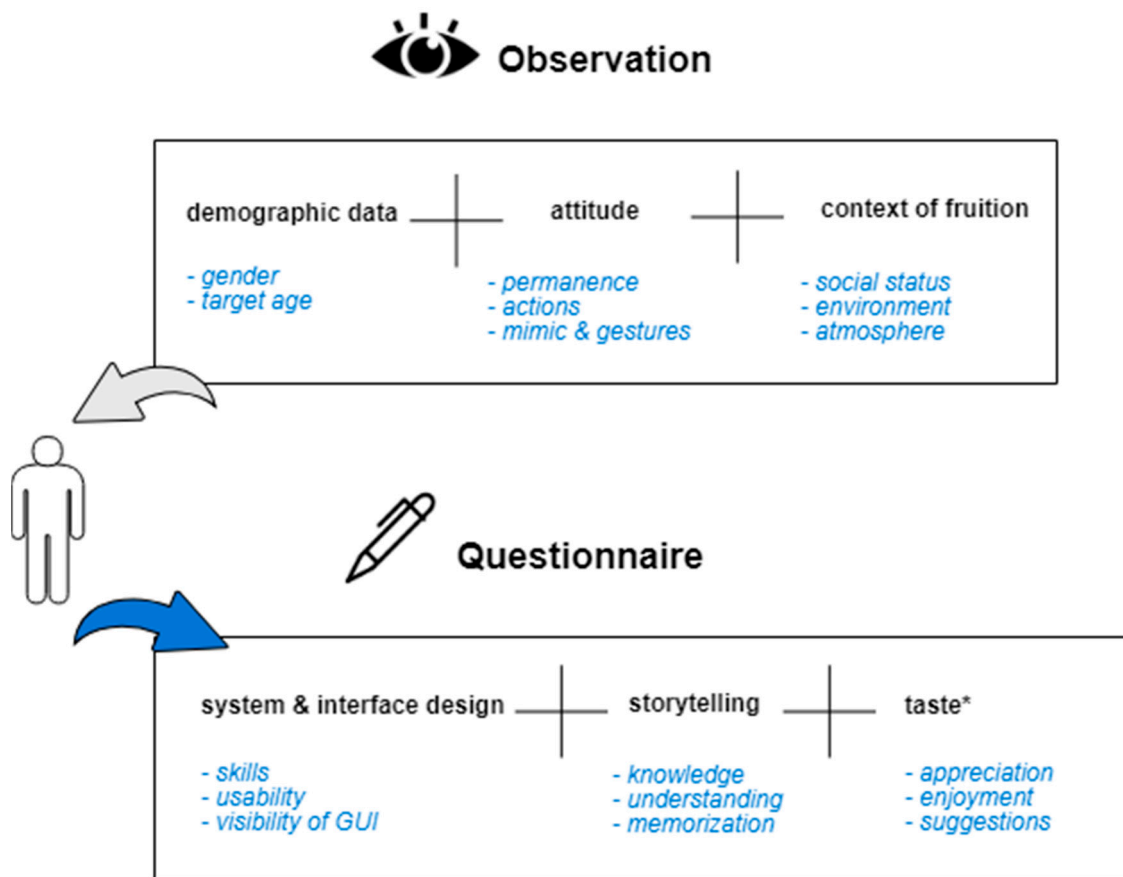 Observation
demographic data
attitude
context of fruition
- gender
- target age
- permanence
- actions
- mimic & gestures
- social status
- environment
- atmosphere
Questionnaire
system & interface design
storytelling
taste*
- skills
- usability
- visibility of GUI
- knowledge
- understanding
- memorization
- appreciation
- enjoyment
- suggestions